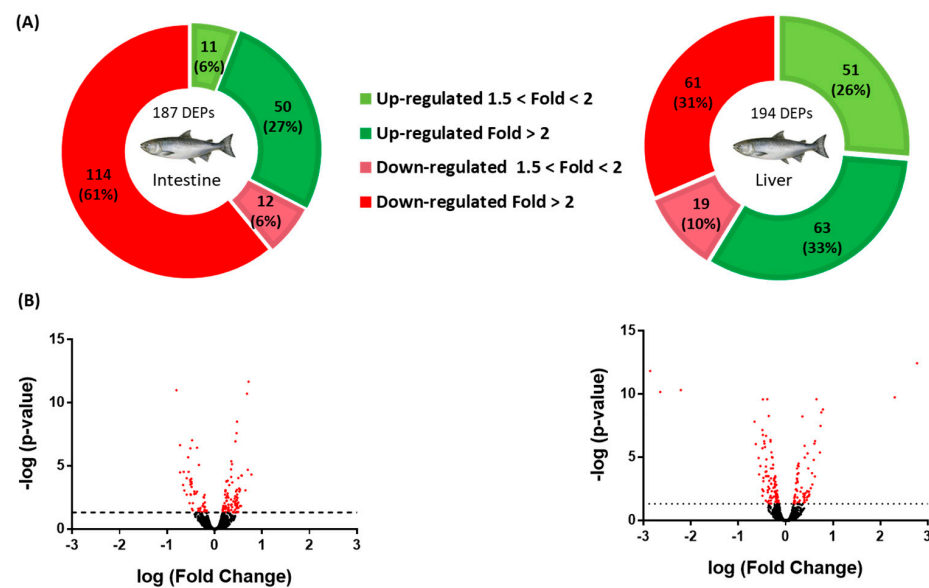 (A)
11
(6%)
50
(27%)
12
(6%)
114
(61%)
187 DEPs
Intestine
Up-regulated 1.5 < Fold < 2
Up-regulated Fold > 2
Down-regulated 1.5 < Fold < 2
Down-regulated Fold > 2
51
(26%)
63
(33%)
19
(10%)
61
(31%)
194 DEPs
Liver
(B)
15
10
5
0
-log (p-value)
-3 -2 -1 0 1 2 3
log (Fold Change)
15
10
5
0
-log (p-value)
-3 -2 -1 0 1 2 3
log (Fold Change)